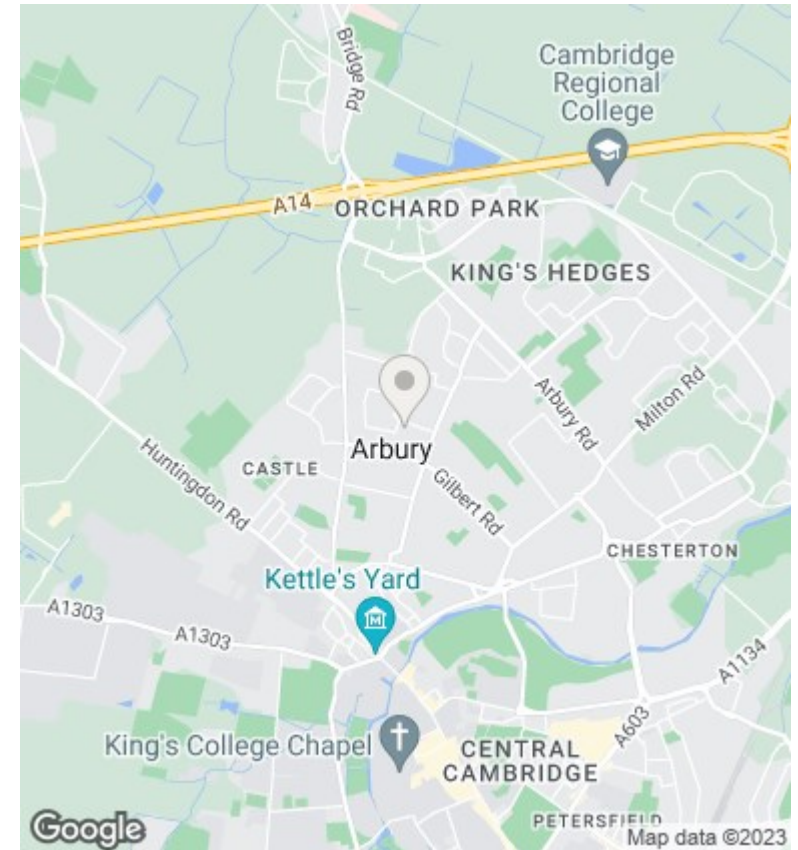 Bridge Rd
Cambridge
Regional
College
A14
ORCHARD PARK
KING'S HEDGES
Arbury Rd
Milton Rd
Arbury
Huntingdon Rd
CASTLE
Gilbert Rd
CHESTERTON
Kettle's Yard
A1303
A1303
M
A1134
A603
King's College Chapel
CENTRAL
CAMBRIDGE
PETERSFIELD
Google
Map data ©2023